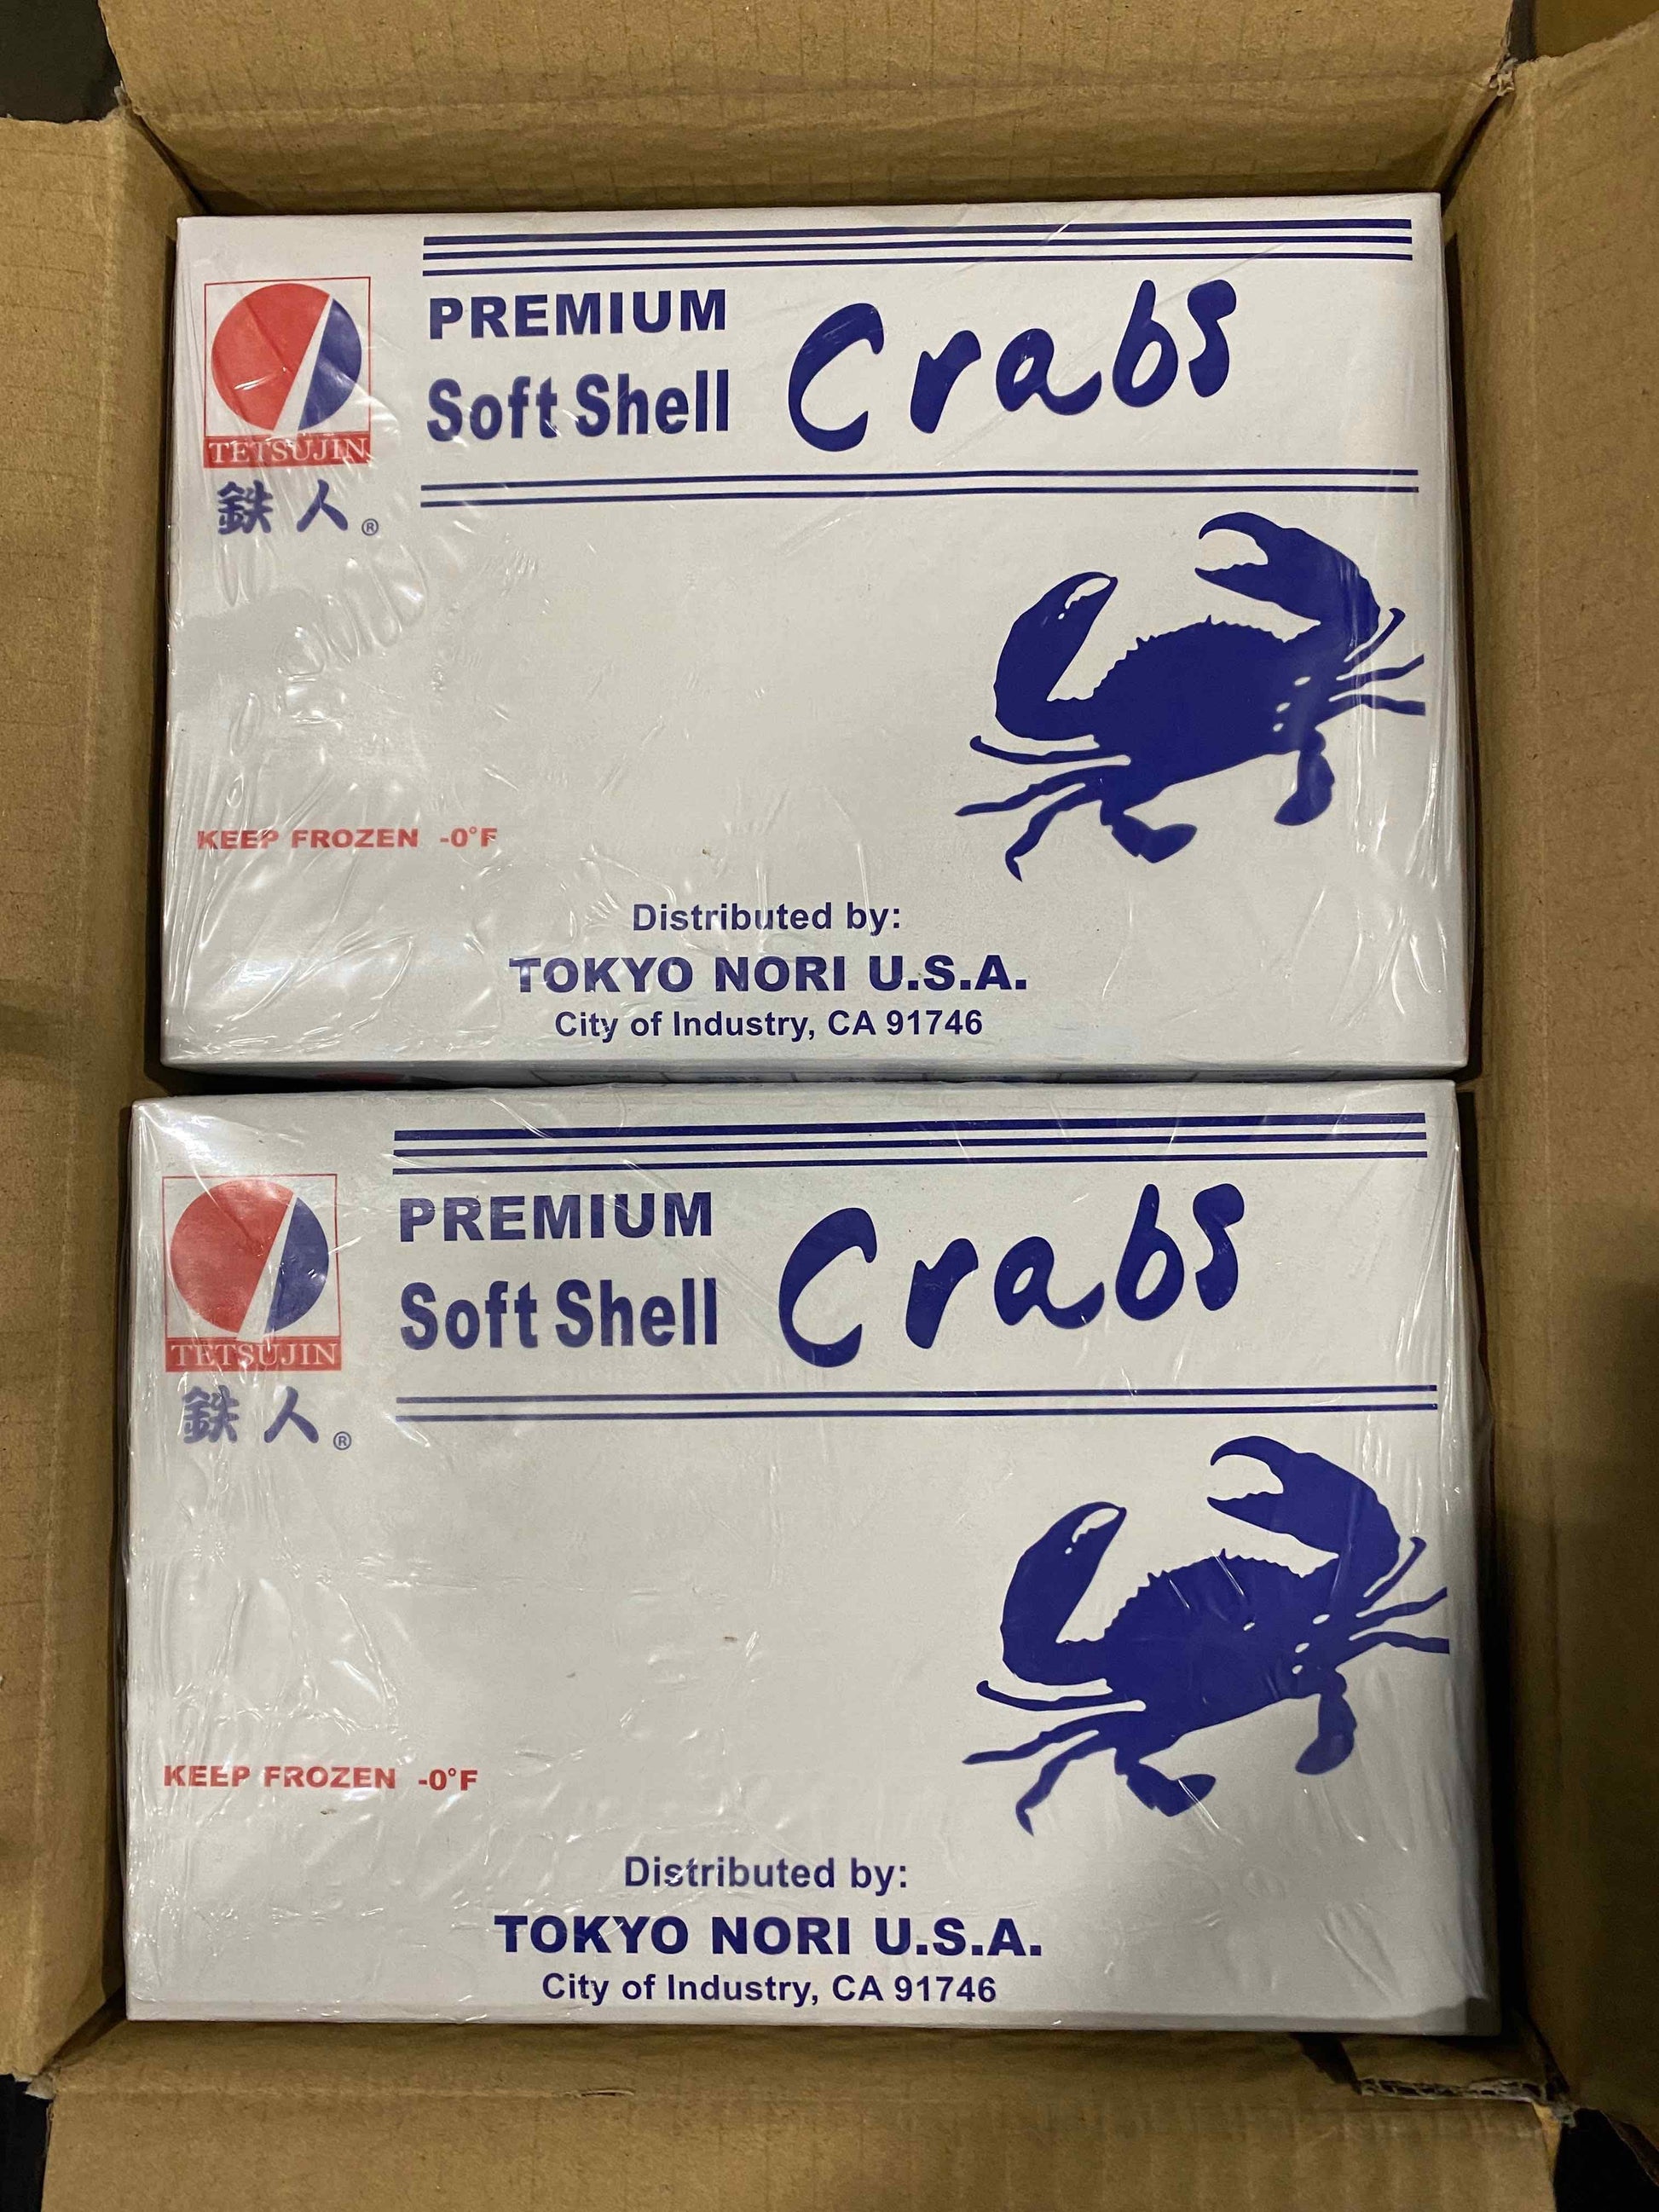 PREMIUM
Soft Shell Crabs
TETSUJIN
鉄人®
KEEP FROZEN -0°F
Distributed by:
TOKYO NORI U.S.A.
City of Industry, CA 91746
PREMIUM
Soft Shell Crabs
TETSUJIN
鉄人®
KEEP FROZEN -0°F
Distributed by:
TOKYO NORI U.S.A.
City of Industry, CA 91746